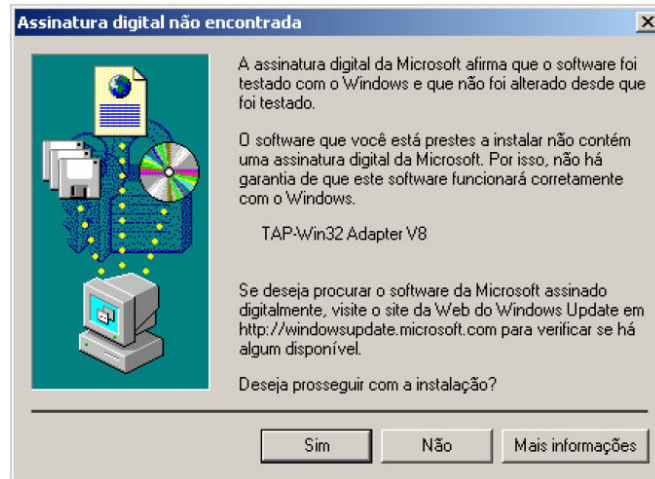 Assinatura digital não encontrada
A assinatura digital da Microsoft afirma que o software foi
testado com o Windows e que não foi alterado desde que
foi testado.
O software que você está prestes a instalar não contém
uma assinatura digital da Microsoft. Por isso, não há
garantia de que este software funcionará corretamente
com o Windows.
TAP-Win32 Adapter V8
Se deseja procurar o software da Microsoft assinado
digitalmente, visite o site da Web do Windows Update em
http://windowsupdate.microsoft.com para verificar se há
algum disponível.
Deseja prosseguir com a instalação?
Sim
Não
Mais informações